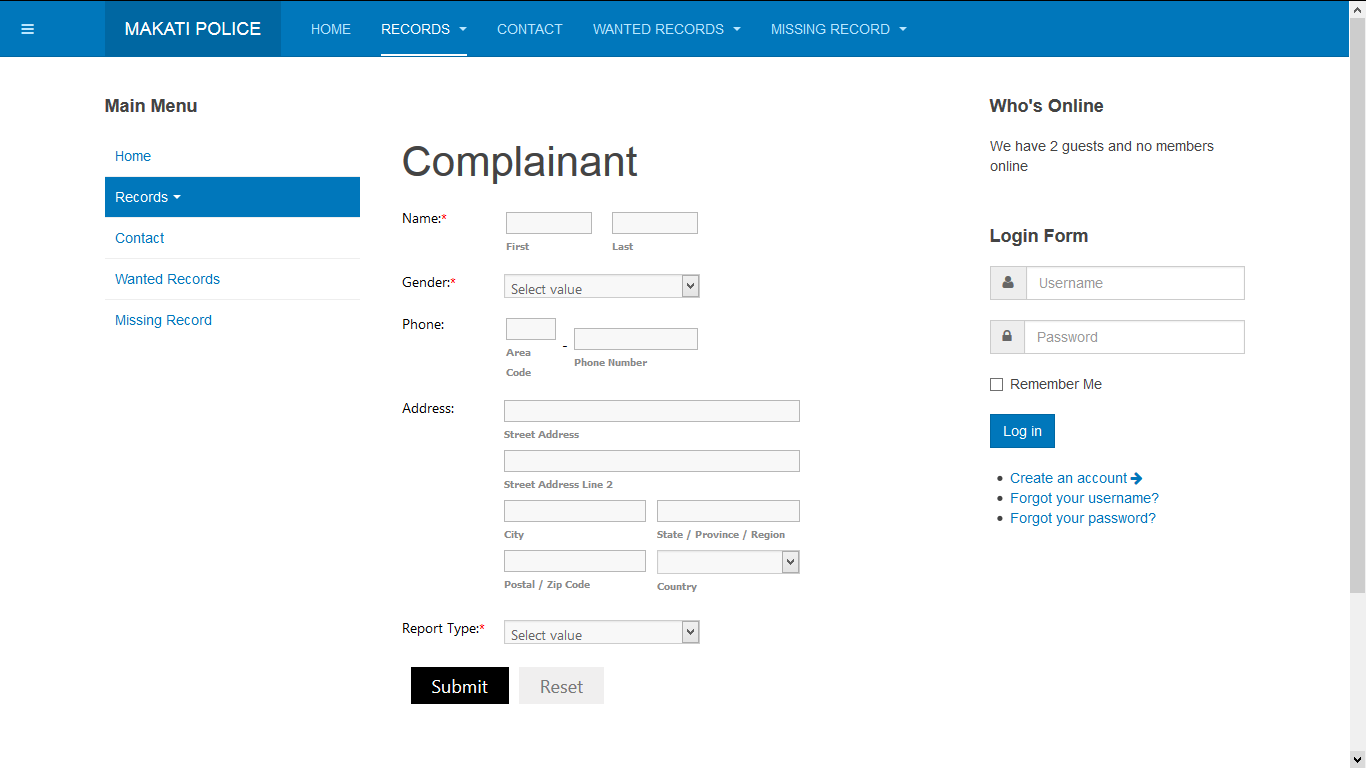 MAKATI POLICE HOME RECORDS CONTACT WANTED RECORDS MISSING RECORD
Main Menu
Home
Records
Contact
Wanted Records
Missing Record
Complainant
Name:*
First Last
Gender:* Select value
Phone:
-
Area
Code
Phone Number
Address:
Street Address
Street Address Line 2
City State / Province / Region
Postal / Zip Code Country
Report Type:* Select value
Submit Reset
Who's Online
We have 2 guests and no members
online
Login Form
Username
Password
Remember Me
Log in
Create an account
Forgot your username?
Forgot your password?